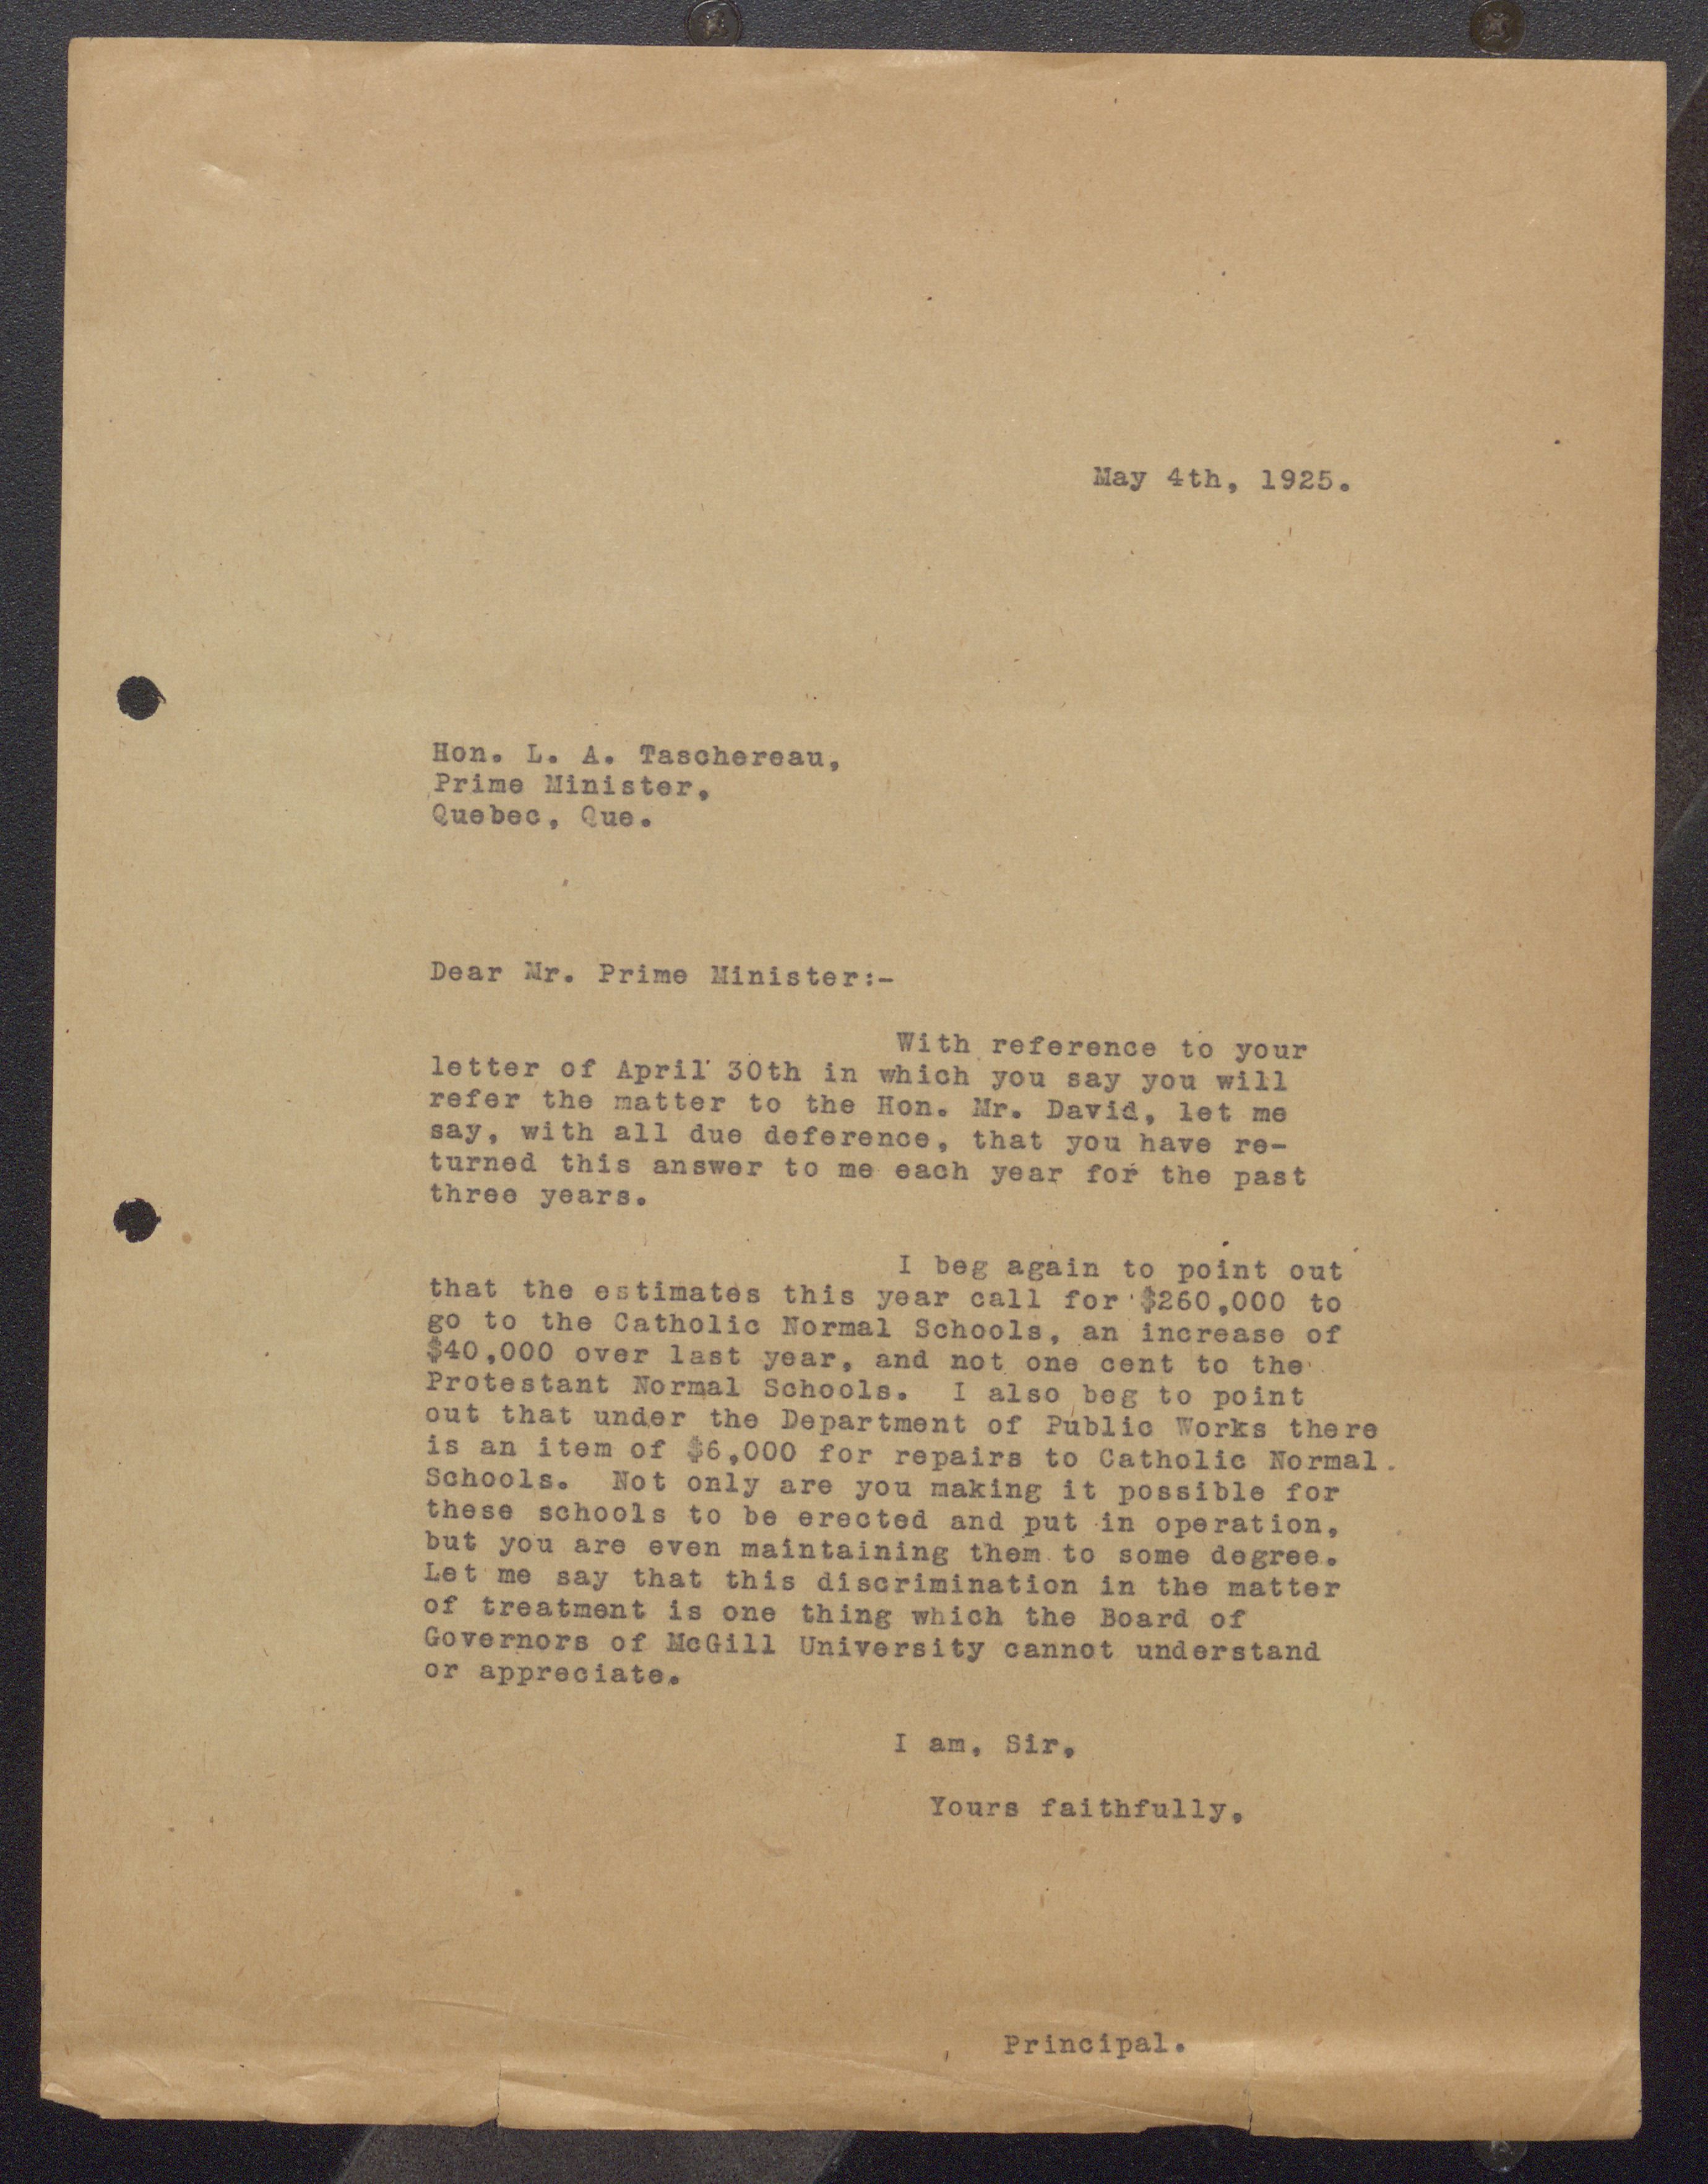 May 4th, 1925.
Hon. L. A. Taschereau,
Prime Minister,
Quebec, Que.
Dear Mr. Prime Minister:-
With reference to your
letter of April 30th in which you say you will
refer the matter to the Hon. Mr. David, let me
say, with all due deference, that you have re-
turned this answer to me each year for the past
three years.
I beg again to point out
that the estimates this year call for $260,000 to
go to the Catholic Normal Schools, an increase of
$40,000 over last year, and not one cent to the
Protestant Normal Schools. I also beg to point
out that under the Department of Public Works there
is an item of $6,000 for repairs to Catholic Normal
Schools. Not only are you making it possible for
these schools to be erected and put in operation,
but you are even maintaining them to some degree.
Let me say that this discrimination in the matter
of treatment is one thing which the Board of
Governors of McGill University cannot understand
or appreciate.
I am, Sir,
Yours faithfully,
Principal.